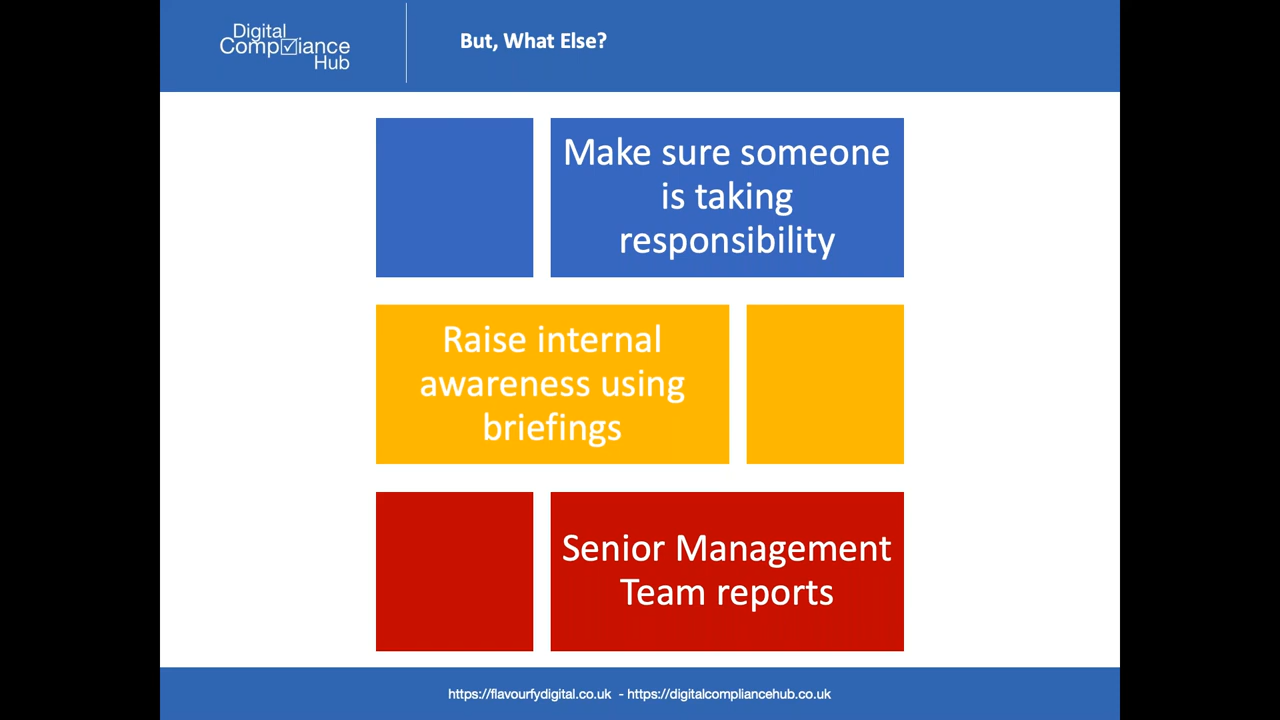 Digital
Compliance
Hub
But, What Else?
Make sure someone
is taking
responsibility
Raise internal
awareness using
briefings
Senior Management
Team reports
https://flavourfydigital.co.uk - https://digitalcompliancehub.co.uk